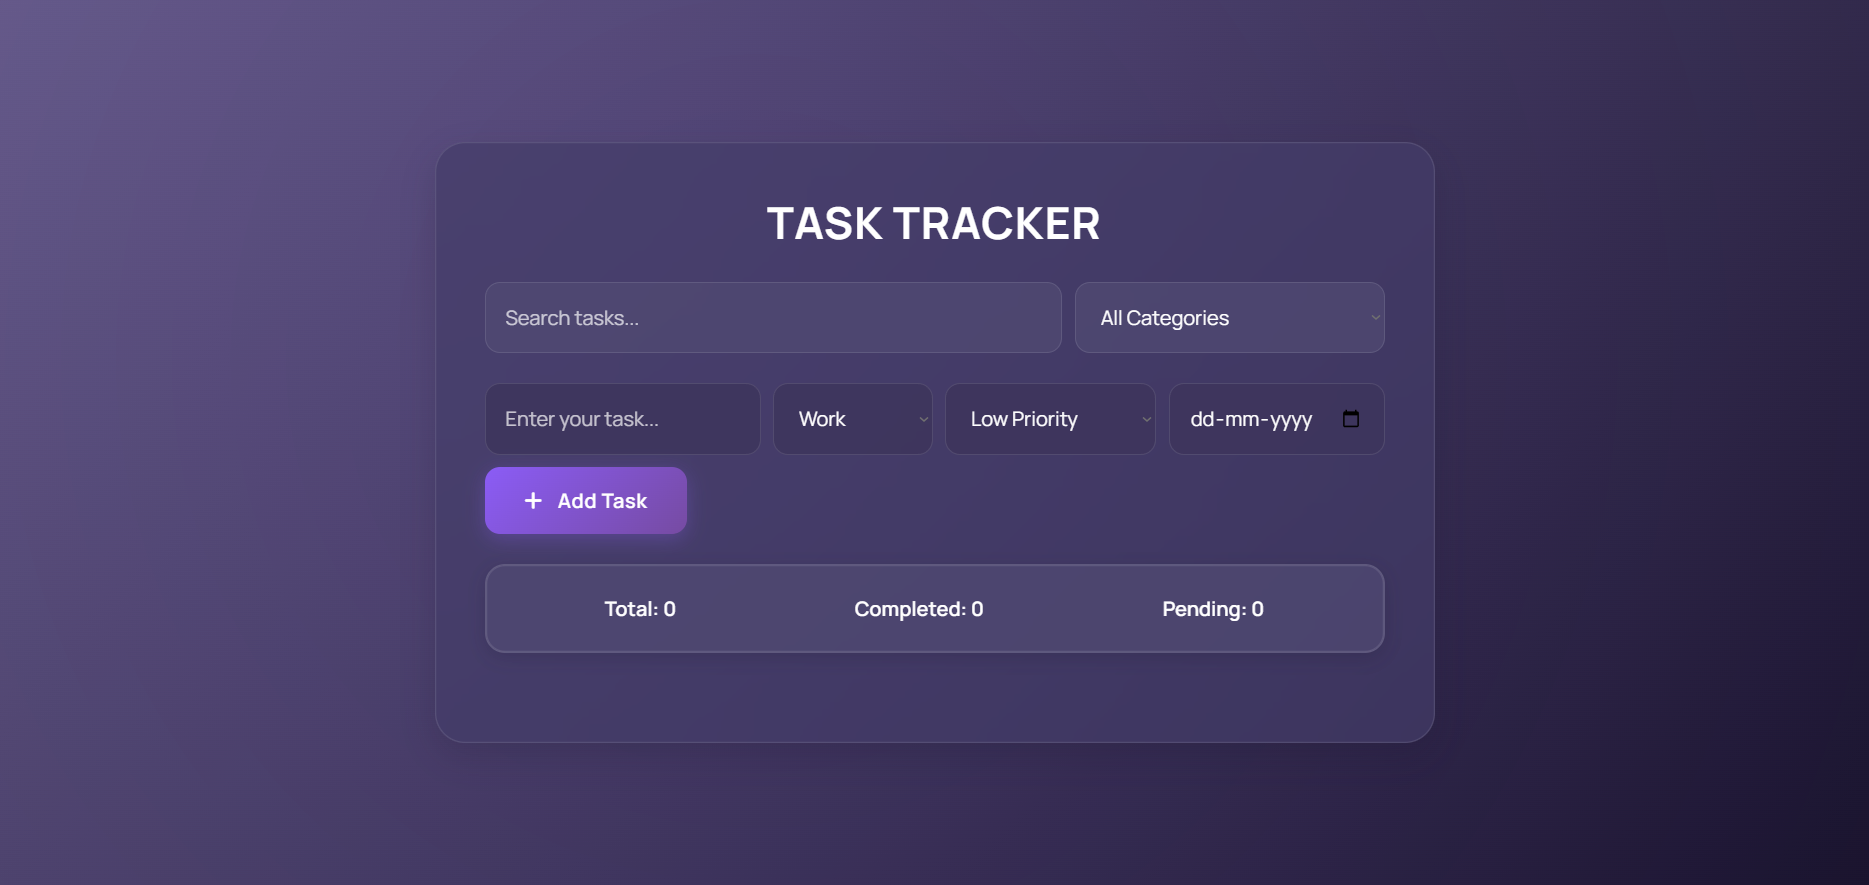 TASK TRACKER
Search tasks... All Categories
Enter your task... Work Low Priority dd-mm-yyyy
+ Add Task
Total: 0 Completed: 0 Pending: 0